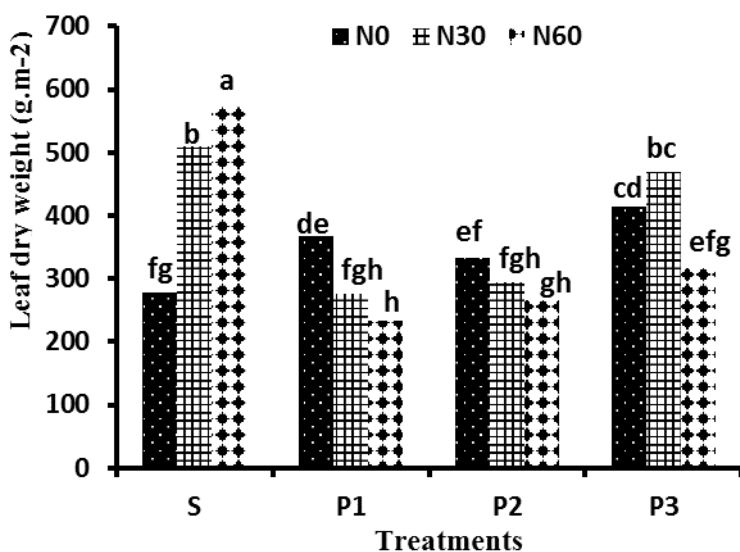 700
600
500
400
300
200
100
0
Leaf dry weight (g.m-2)
N0 N30 N60
fg b a
de fgh h
ef fgh gh
cd bc efg
S P1 P2 P3
Treatments